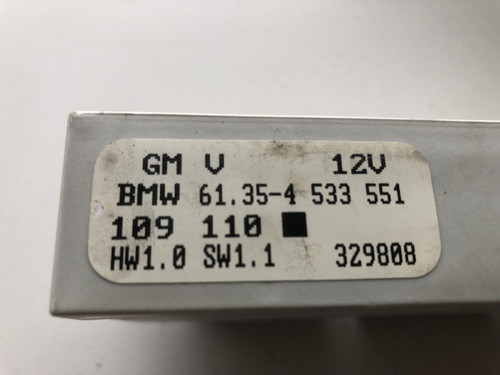 GM V 12V
BMW 61.35-4 533 551
109 110 ■
HW1.0 SW1.1 329808